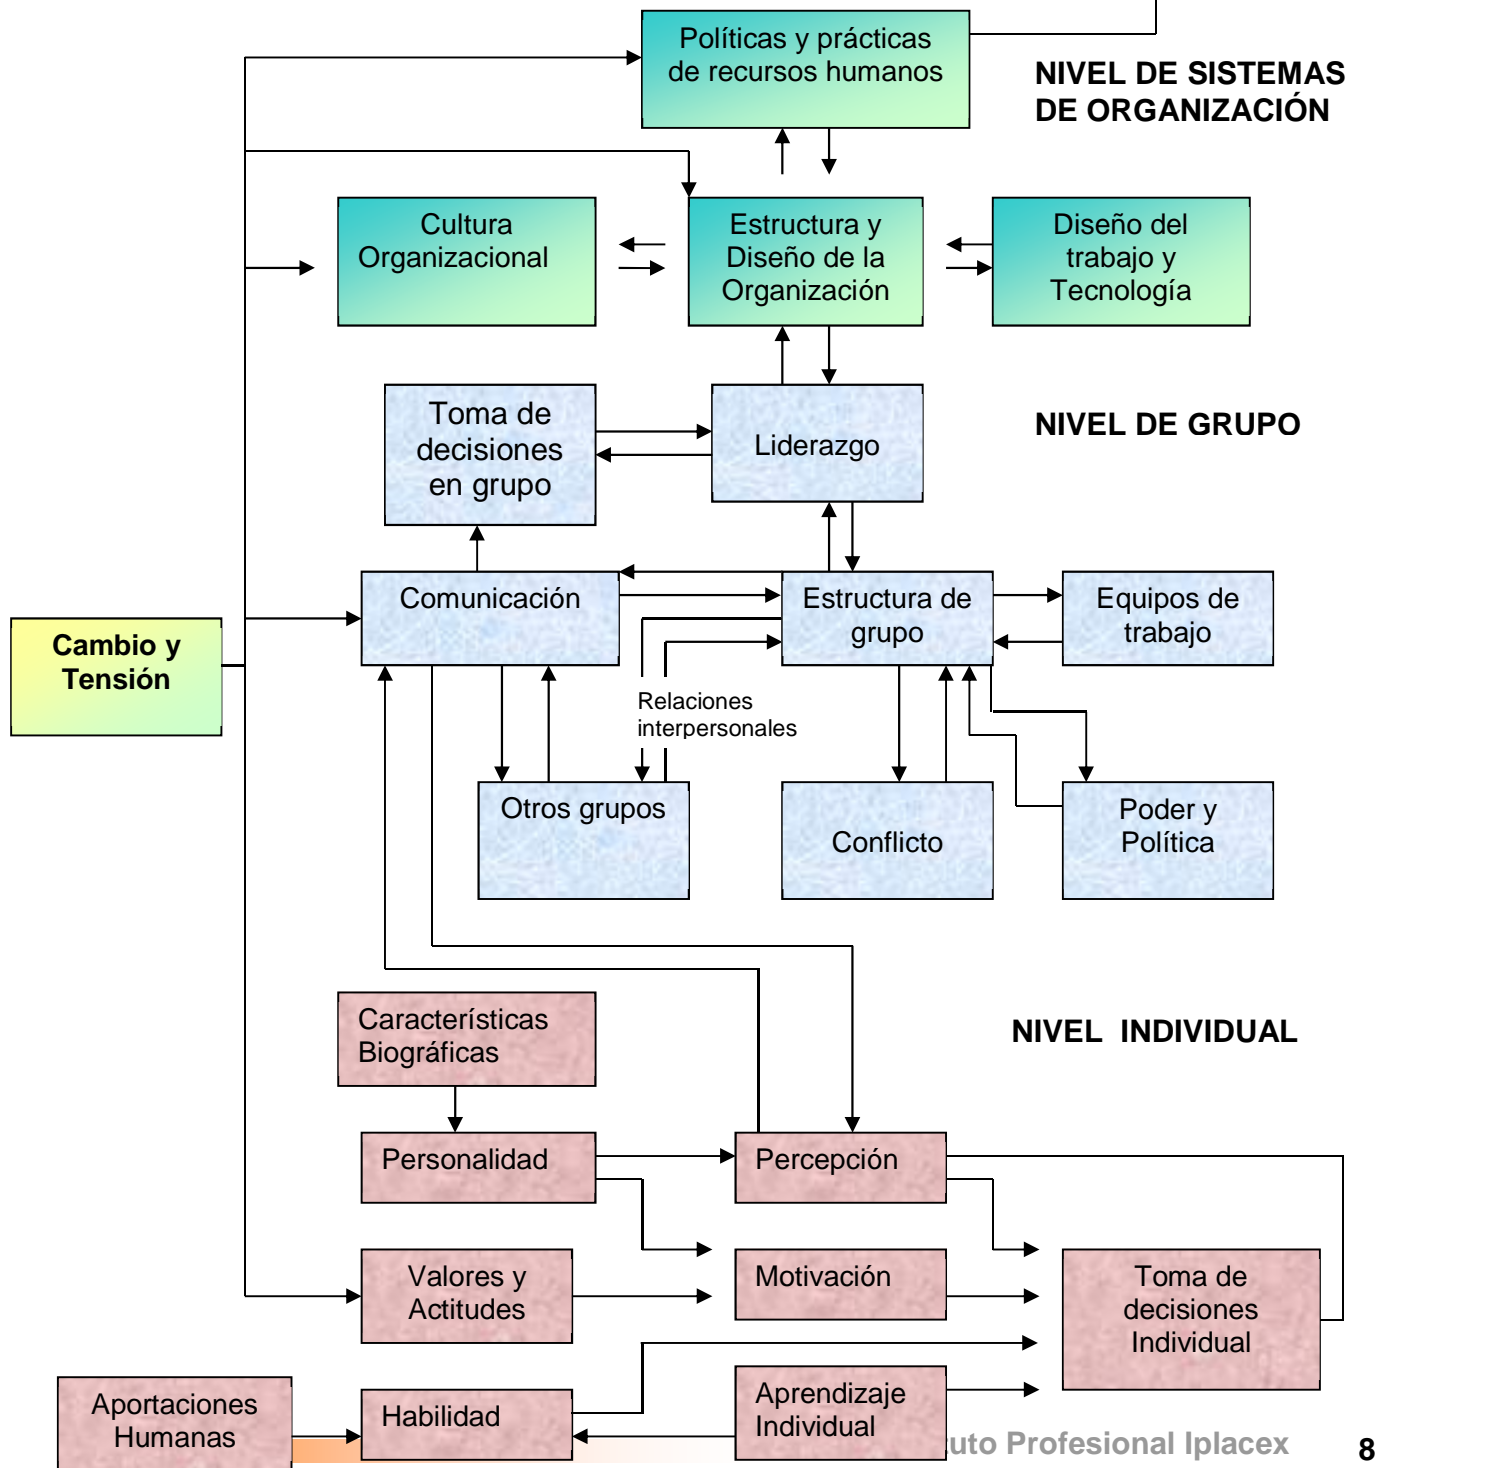 Políticas y prácticas
de recursos humanos
NIVEL DE SISTEMAS
DE ORGANIZACIÓN
Cultura
Organizacional
Estructura y
Diseño de la
Organización
Diseño del
trabajo y
Tecnología
Toma de
decisiones
en grupo
Liderazgo
NIVEL DE GRUPO
Comunicación
Estructura de
grupo
Equipos de
trabajo
Cambio y
Tensión
Relaciones
interpersonales
Otros grupos
Conflicto
Poder y
Política
Características
Biográficas
NIVEL INDIVIDUAL
Personalidad
Percepción
Valores y
Actitudes
Motivación
Toma de
decisiones
Individual
Aportaciones
Humanas
Habilidad
Aprendizaje
Individual
uto Profesional Iplacex
8